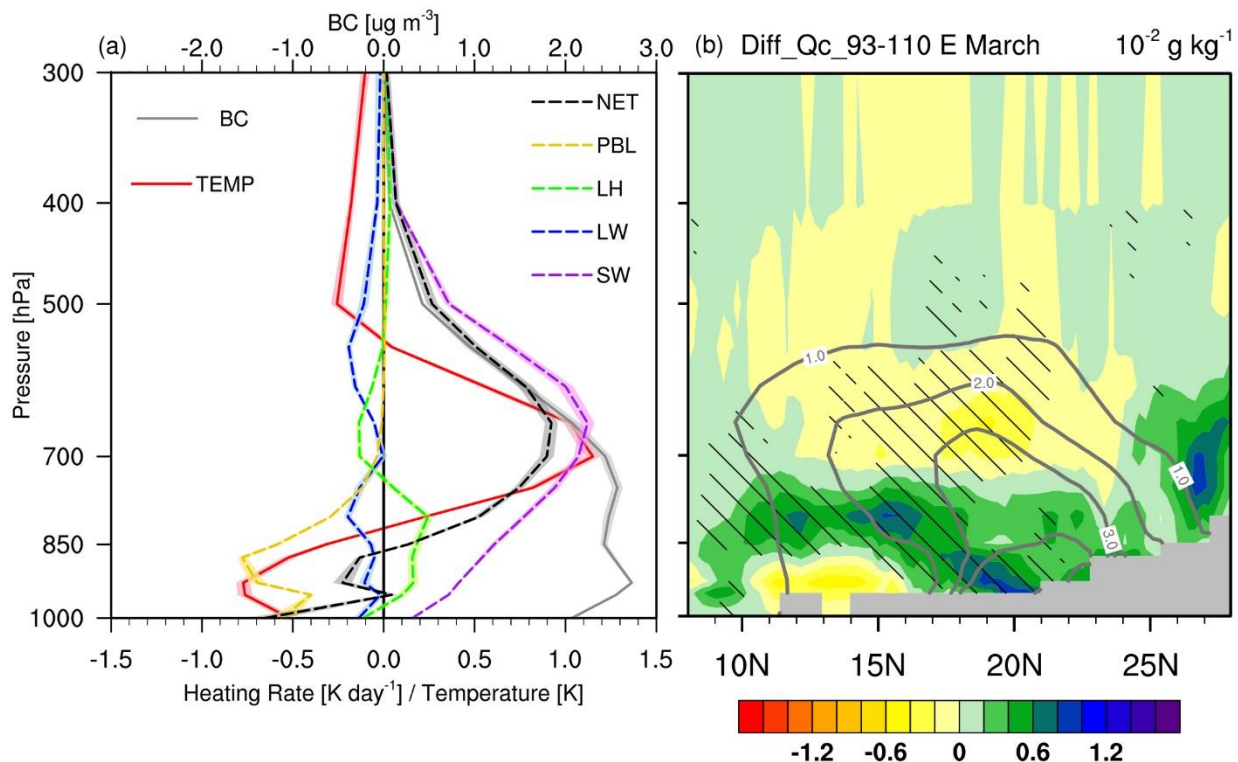 BC [ug m⁻³]
(a) -2.0 -1.0 0.0 1.0 2.0 3.0
300
400
500
700
850
1000
Pressure [hPa]
BC
TEMP
NET
PBL
LH
LW
SW
-1.5 -1.0 -0.5 0.0 0.5 1.0 1.5
Heating Rate [K day⁻¹] / Temperature [K]
(b) Diff_Qc_93-110 E March 10⁻² g kg⁻¹
1.0
2.0
1.0
3.0
10N 15N 20N 25N
-1.2 -0.6 0 0.6 1.2